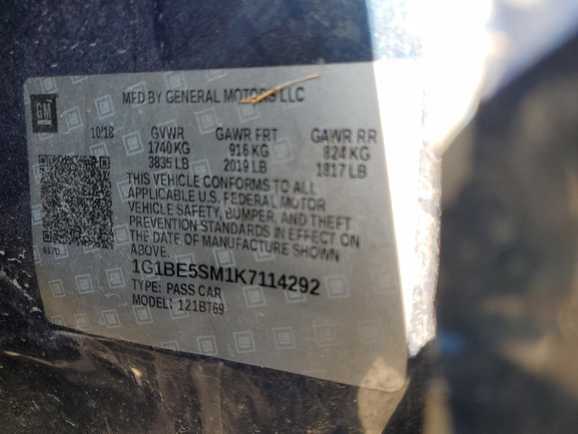 MFD BY GENERAL MOTORS LLC
GM
10/18 GVWR GAWR FRT GAWR RR
1740 KG 916 KG 824 KG
3835 LB 2019 LB 1817 LB
THIS VEHICLE CONFORMS TO ALL
APPLICABLE U.S. FEDERAL MOTOR
VEHICLE SAFETY, BUMPER, AND THEFT
PREVENTION STANDARDS IN EFFECT ON
THE DATE OF MANUFACTURE SHOWN
ABOVE.
1G1BE5SM1K7114292
TYPE: PASS CAR
MODEL: 121BT69